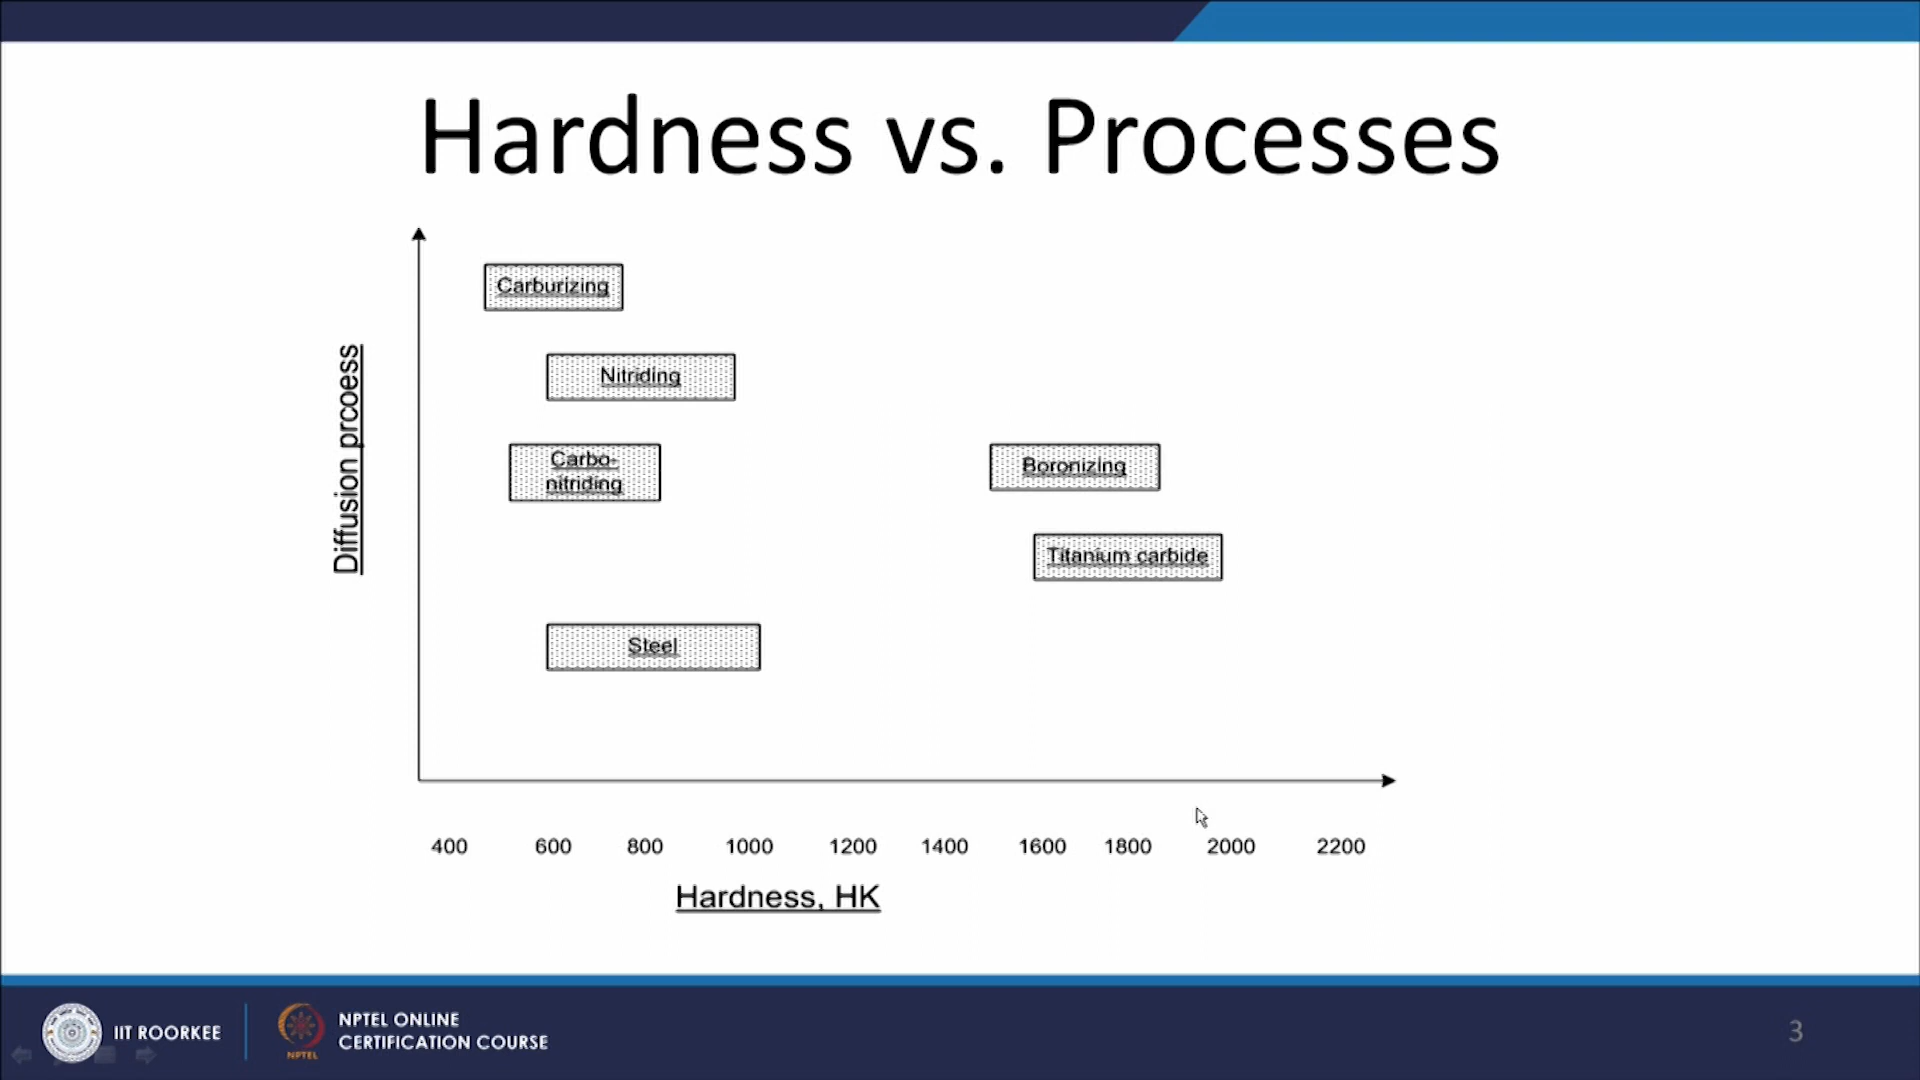 Hardness vs. Processes
Carburizing
Nitriding
Carbo-
nitriding
Boronizing
Titanium carbide
Steel
Diffusion prcoess
400 600 800 1000 1200 1400 1600 1800 2000 2200
Hardness, HK
IIT ROORKEE
NPTEL
NPTEL ONLINE
CERTIFICATION COURSE
3